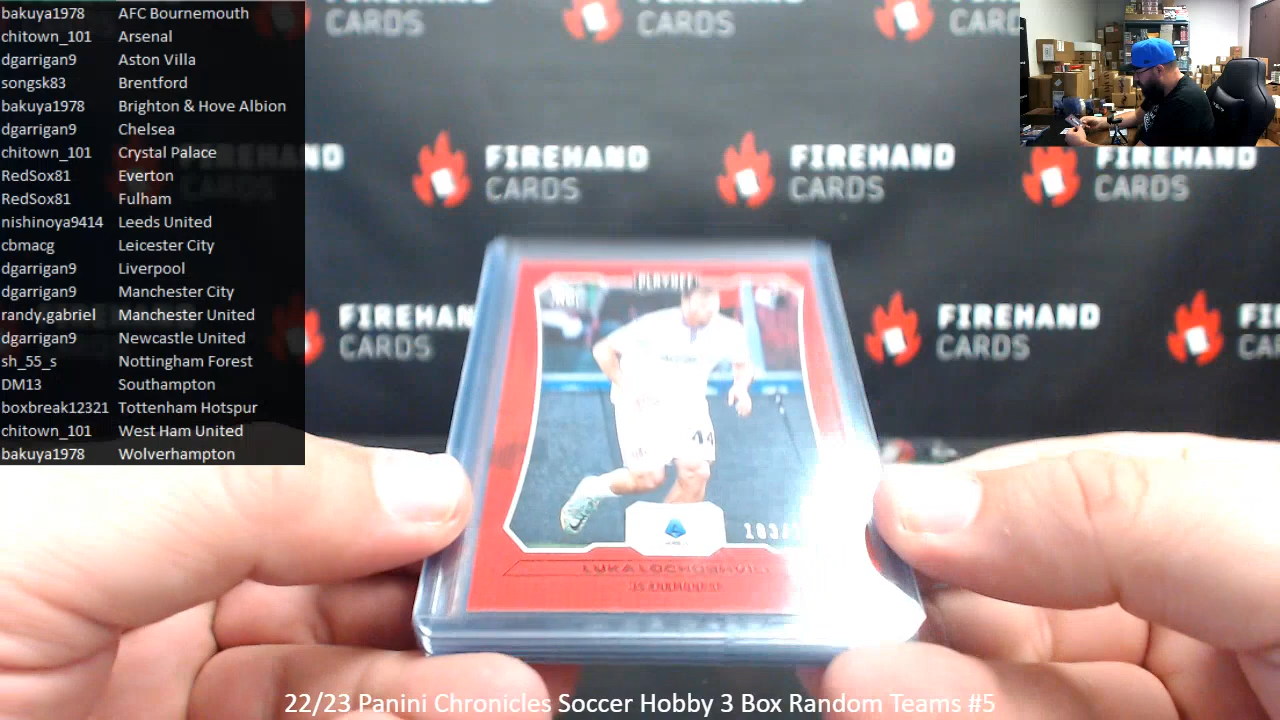 bakuya1978 AFC Bournemouth
chitown_101 Arsenal
dgarrigan9 Aston Villa
songsk83 Brentford
bakuya1978 Brighton & Hove Albion
dgarrigan9 Chelsea
chitown_101 Crystal Palace
RedSox81 Everton
RedSox81 Fulham
nishinoya9414 Leeds United
cbmacg Leicester City
dgarrigan9 Liverpool
dgarrigan9 Manchester City
randy.gabriel Manchester United
dgarrigan9 Newcastle United
sh_55_s Nottingham Forest
DM13 Southampton
boxbreak12321 Tottenham Hotspur
chitown_101 West Ham United
bakuya1978 Wolverhampton
CARDS
CARDS
FIREHAND
CARDS
FIREHAND
CARDS
FIREHAND
CARDS
FIREHAND
CARDS
FIREHAND
CARDS
PLAYOFF
44
22/23 Panini Chronicles Soccer Hobby 3 Box Random Teams #5